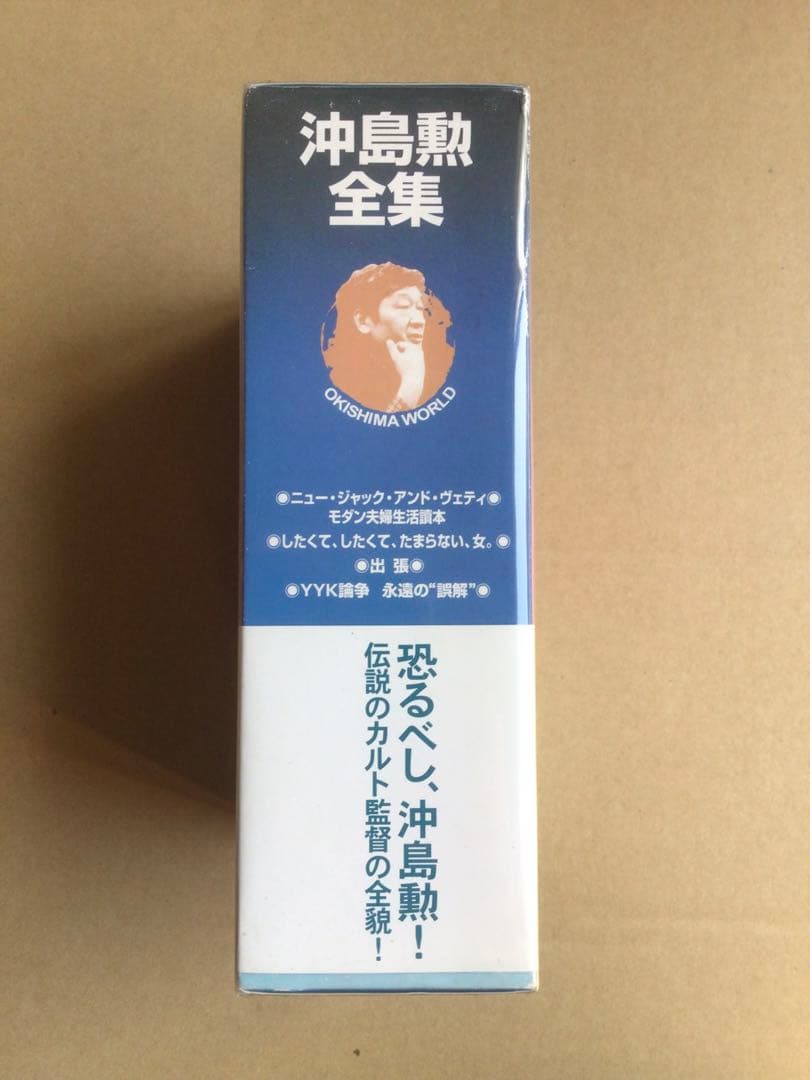 沖島勲
全集
OKISHIMA WORLD
◉ニュー・ジャック・アンド・ヴェティ◉
モダン夫婦生活讀本
◉したくて、したくて、たまらない、女。◉
◉出 張◉
◉YYK論争 永遠の“誤解”◉
恐るべし、沖島勲！
伝説のカルト監督の全貌！